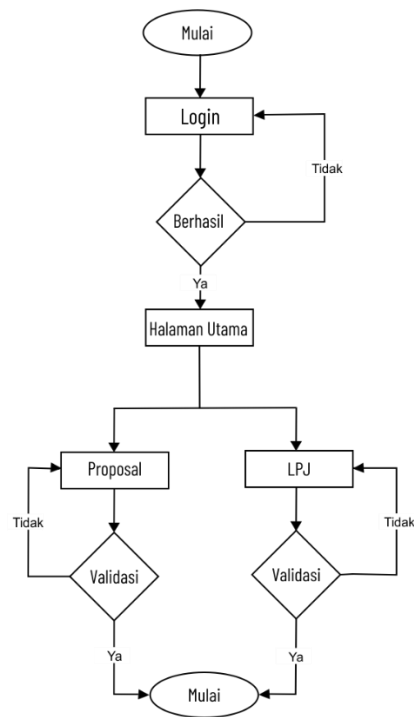 Mulai
Login
Tidak
Berhasil
Ya
Halaman Utama
Proposal
LPJ
Tidak
Tidak
Validasi
Validasi
Ya
Ya
Mulai